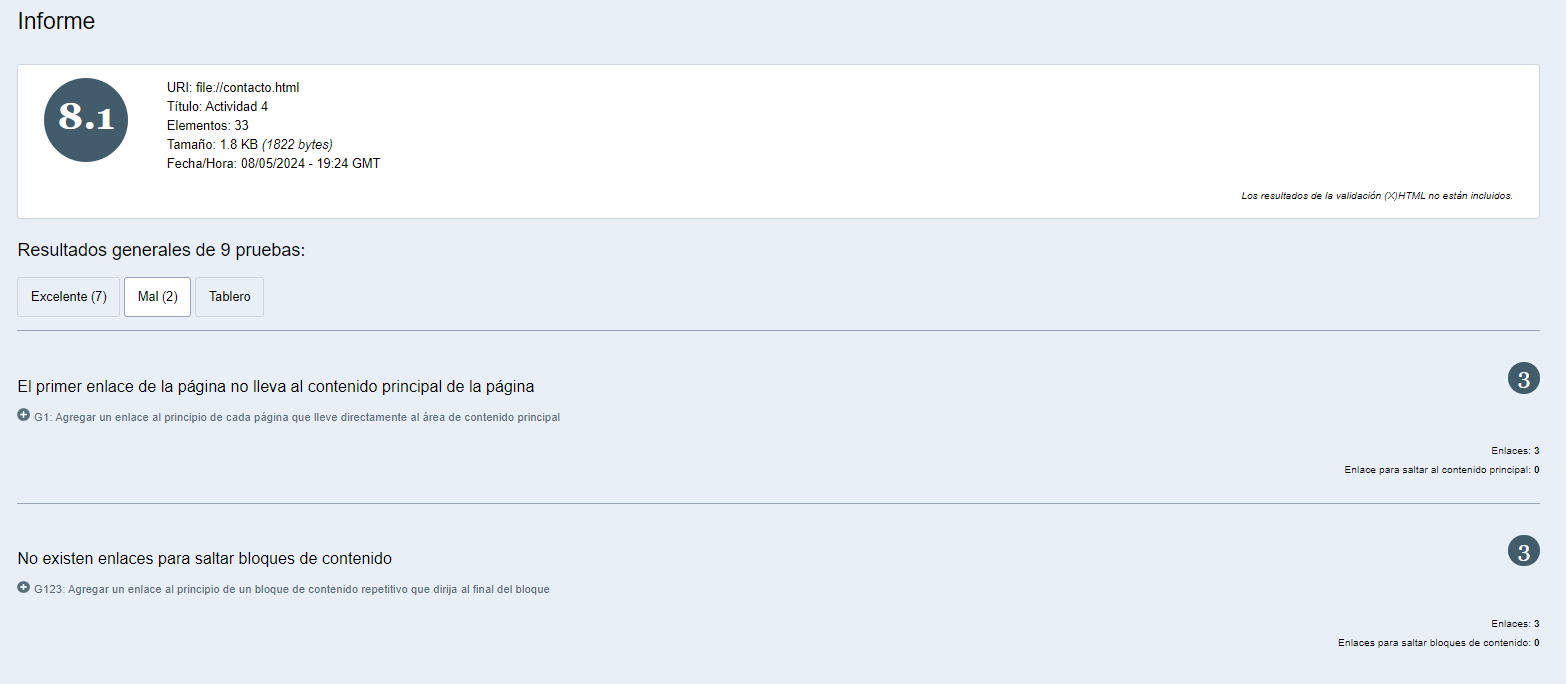 Informe
8.1
URI: file://contacto.html
Título: Actividad 4
Elementos: 33
Tamaño: 1.8 KB (1822 bytes)
Fecha/Hora: 08/05/2024 - 19:24 GMT
Los resultados de la validación (X)HTML no están incluidos.
Resultados generales de 9 pruebas:
Excelente (7) Mal (2) Tablero
El primer enlace de la página no lleva al contenido principal de la página 3
G1: Agregar un enlace al principio de cada página que lleve directamente al área de contenido principal
Enlaces: 3
Enlace para saltar al contenido principal: 0
No existen enlaces para saltar bloques de contenido 3
G123: Agregar un enlace al principio de un bloque de contenido repetitivo que dirija al final del bloque
Enlaces: 3
Enlaces para saltar bloques de contenido: 0